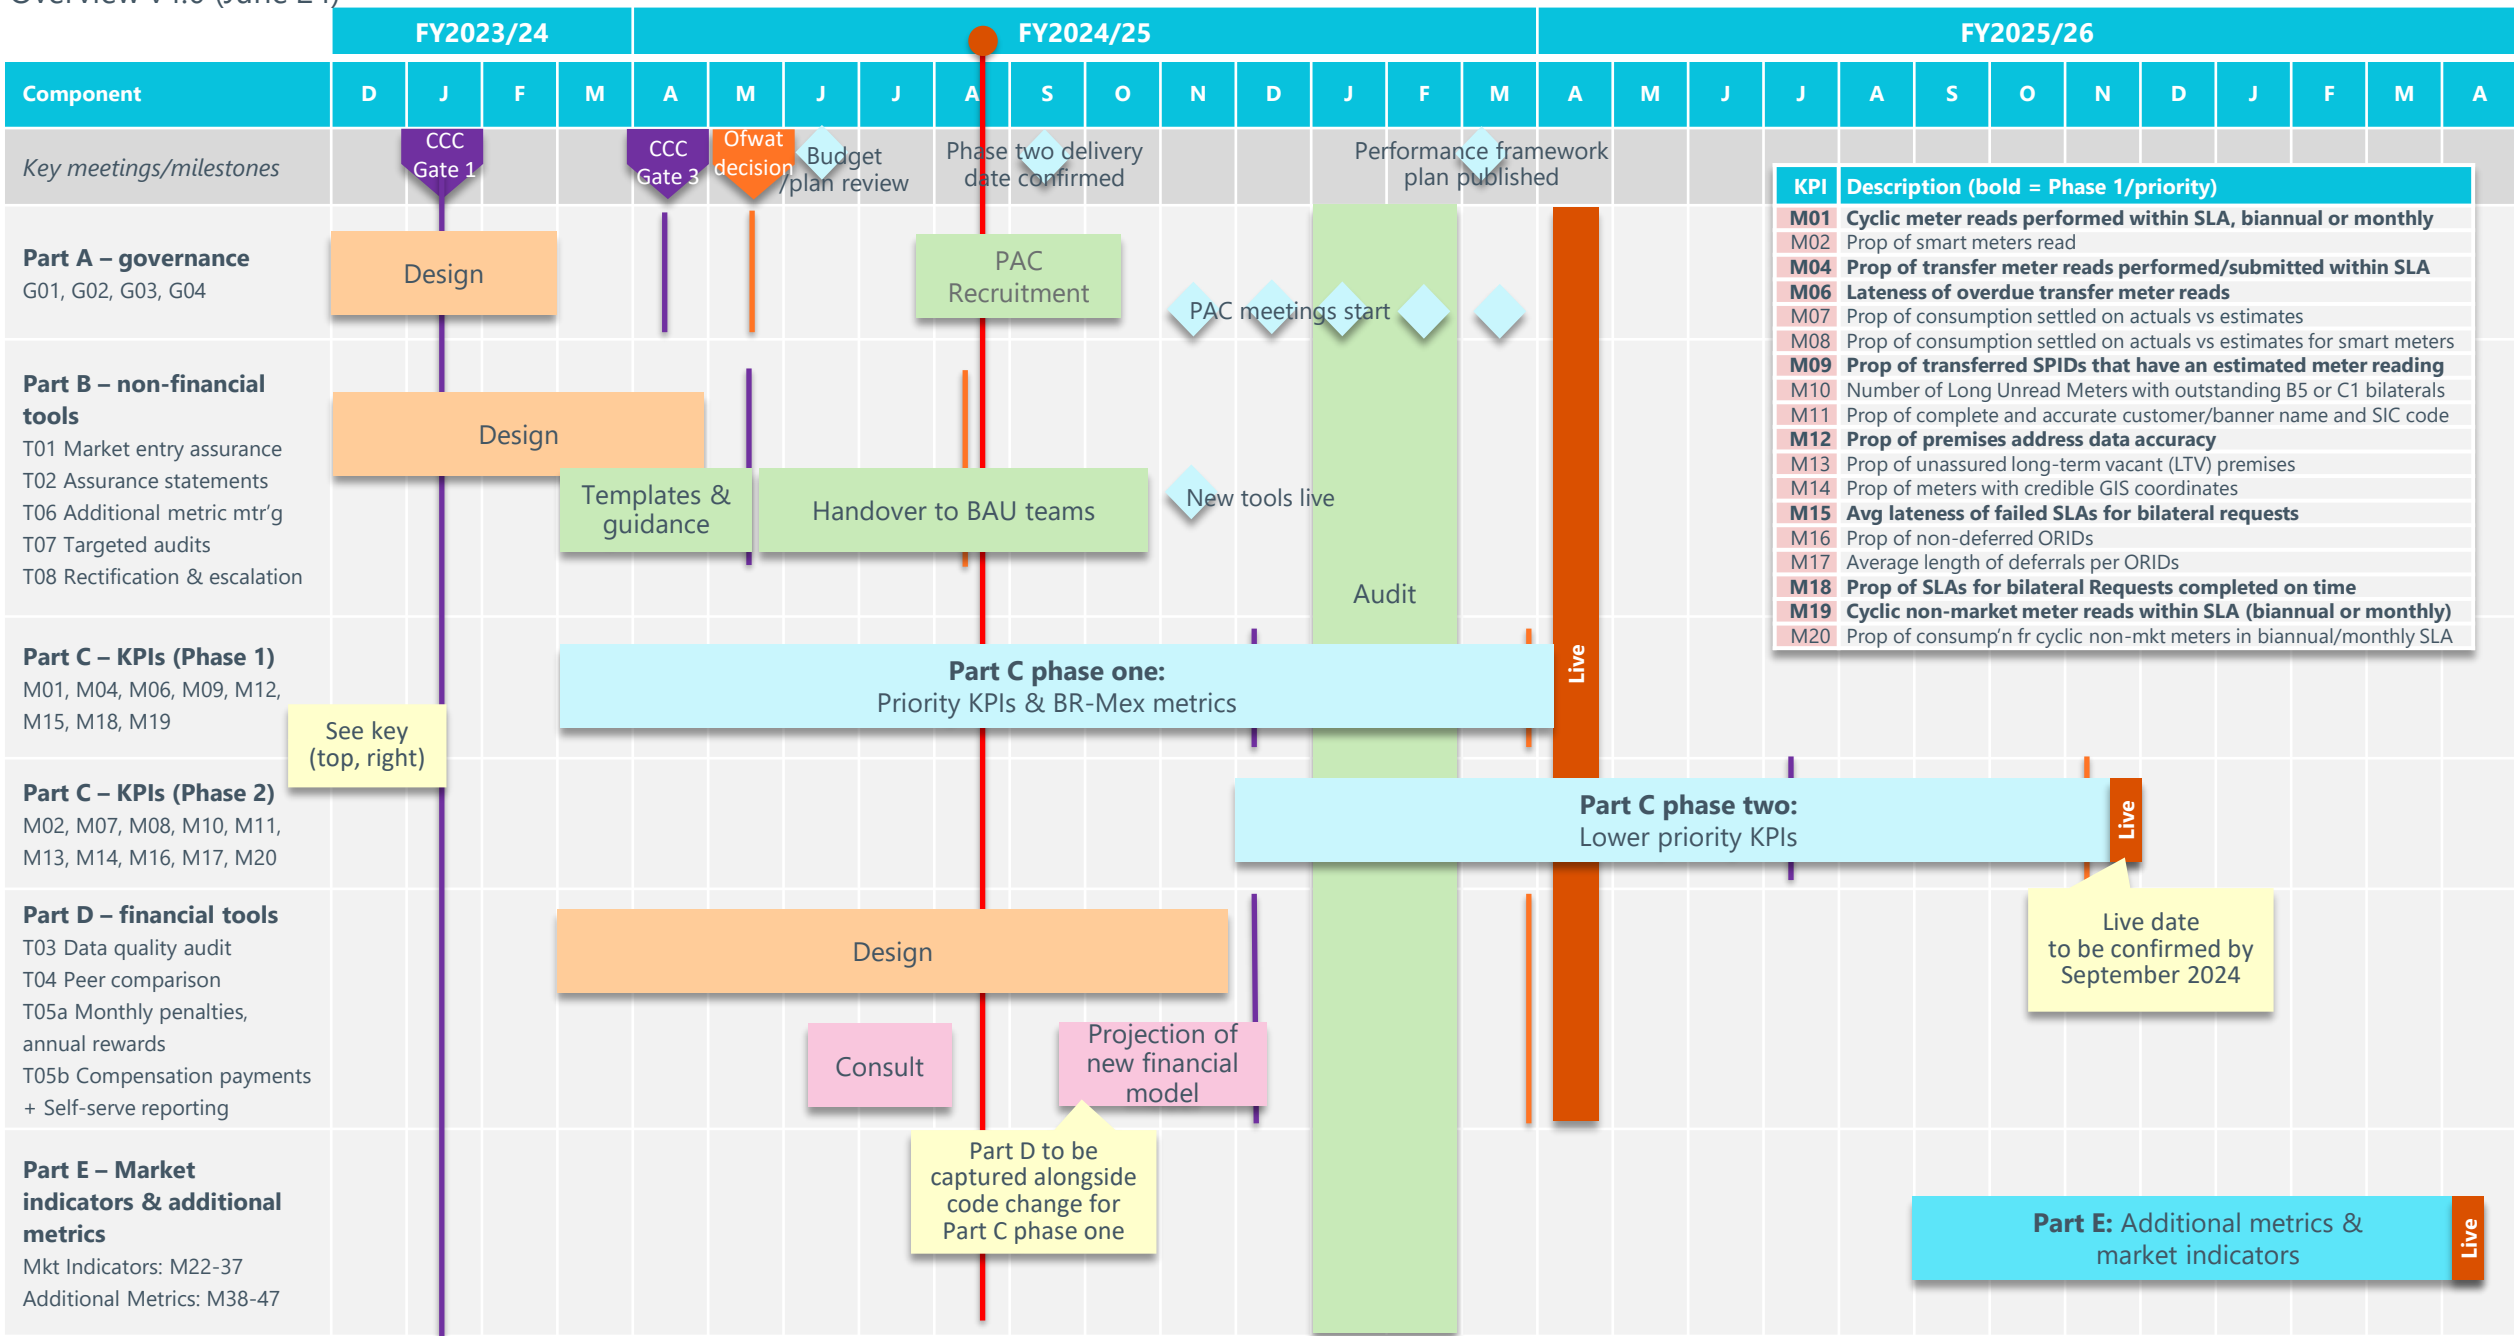 Overview v4.0 (June 24)
FY2023/24
FY2024/25
FY2025/26
Component
D J F M A M J J A S O N D J F M A M J J A S O N D J F M A
Key meetings/milestones
CCC
Gate 1
CCC
Gate 3
Ofwat
decision
Budget
/plan review
Phase two delivery
date confirmed
Performance framework
plan published
KPI Description (bold = Phase 1/priority)
M01 Cyclic meter reads performed within SLA, biannual or monthly
M02 Prop of smart meters read
M04 Prop of transfer meter reads performed/submitted within SLA
M06 Lateness of overdue transfer meter reads
M07 Prop of consumption settled on actuals vs estimates
M08 Prop of consumption settled on actuals vs estimates for smart meters
M09 Prop of transferred SPIDs that have an estimated meter reading
M10 Number of Long Unread Meters with outstanding B5 or C1 bilaterals
M11 Prop of complete and accurate customer/banner name and SIC code
M12 Prop of premises address data accuracy
M13 Prop of unassured long-term vacant (LTV) premises
M14 Prop of meters with credible GIS coordinates
M15 Avg lateness of failed SLAs for bilateral requests
M16 Prop of non-deferred ORIDs
M17 Average length of deferrals per ORIDs
M18 Prop of SLAs for bilateral Requests completed on time
M19 Cyclic non-market meter reads within SLA (biannual or monthly)
M20 Prop of consump'n fr cyclic non-mkt meters in biannual/monthly SLA
Part A – governance
G01, G02, G03, G04
Design
PAC
Recruitment
PAC meetings start
Part B – non-financial
tools
T01 Market entry assurance
T02 Assurance statements
T06 Additional metric mtr'g
T07 Targeted audits
T08 Rectification & escalation
Design
Templates &
guidance
Handover to BAU teams
New tools live
Audit
Live
Part C – KPIs (Phase 1)
M01, M04, M06, M09, M12,
M15, M18, M19
Part C phase one:
Priority KPIs & BR-Mex metrics
See key
(top, right)
Part C – KPIs (Phase 2)
M02, M07, M08, M10, M11,
M13, M14, M16, M17, M20
Part C phase two:
Lower priority KPIs
Live
Live date
to be confirmed by
September 2024
Part D – financial tools
T03 Data quality audit
T04 Peer comparison
T05a Monthly penalties,
annual rewards
T05b Compensation payments
+ Self-serve reporting
Design
Consult
Projection of
new financial
model
Part D to be
captured alongside
code change for
Part C phase one
Part E – Market
indicators & additional
metrics
Mkt Indicators: M22-37
Additional Metrics: M38-47
Part E: Additional metrics &
market indicators
Live